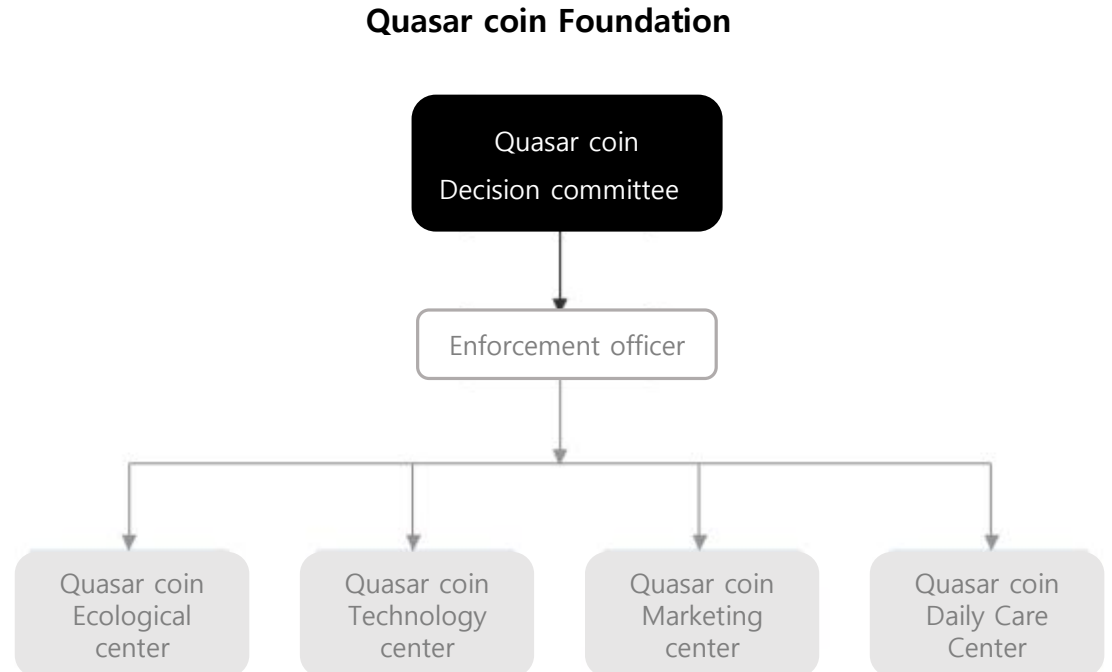 Quasar coin Foundation
Quasar coin
Decision committee
Enforcement officer
Quasar coin
Ecological
center
Quasar coin
Technology
center
Quasar coin
Marketing
center
Quasar coin
Daily Care
Center